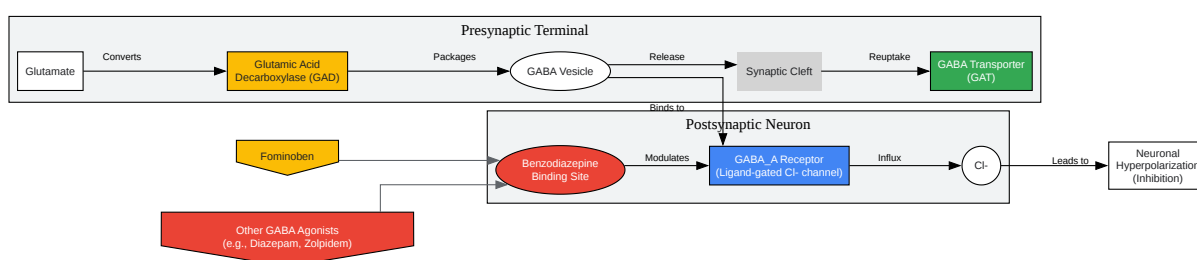 Presynaptic Terminal
Glutamate
Converts
Glutamic Acid
Decarboxylase (GAD)
Packages
GABA Vesicle
Release
Synaptic Cleft
Reuptake
GABA Transporter
(GAT)
Binds to
Postsynaptic Neuron
Fominoben
Benzodiazepine
Binding Site
Modulates
GABA_A Receptor
(Ligand-gated Cl- channel)
Influx
Cl-
Leads to
Neuronal
Hyperpolarization
(Inhibition)
Other GABA Agonists
(e.g., Diazepam, Zolpidem)